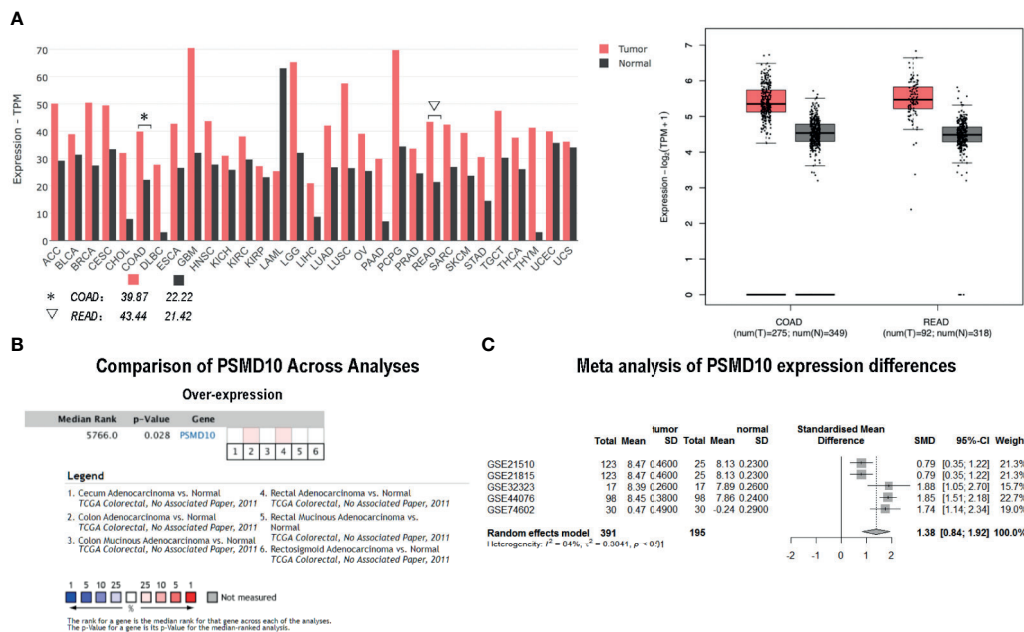 A
Expression - TPM
70
60
50
40
30
20
10
0
Tumor
Normal
*
▽
ACC BLCA BRCA CESC CHOL COAD DLBC ESCA GBM HNSC KICH KIRC KIRP LAML LGG LIHC LUAD LUSC OV PAAD PCPG PRAD READ SARC SKCM STAD TGCT THCA THYM UCEC UCS
* COAD: 39.87 22.22
▽ READ: 43.44 21.42
Expression - log2(TPM + 1)
7
6
5
4
3
2
1
0
COAD
(num(T)=275; num(N)=349)
READ
(num(T)=92; num(N)=318)
B
Comparison of PSMD10 Across Analyses
Over-expression
Median Rank p-Value Gene
5766.0 0.028 PSMD10
1 2 3 4 5 6
Legend
1. Cecum Adenocarcinoma vs. Normal
TCGA Colorectal, No Associated Paper, 2011
2. Colon Adenocarcinoma vs. Normal
TCGA Colorectal, No Associated Paper, 2011
3. Colon Mucinous Adenocarcinoma vs. Normal
TCGA Colorectal, No Associated Paper, 2011
4. Rectal Adenocarcinoma vs. Normal
TCGA Colorectal, No Associated Paper, 2011
5. Rectal Mucinous Adenocarcinoma vs.
Normal
TCGA Colorectal, No Associated Paper, 2011
6. Rectosigmoid Adenocarcinoma vs. Normal
TCGA Colorectal, No Associated Paper, 2011
1 5 10 25 25 10 5 1
%
Not measured
The rank for a gene is the median rank for that gene across each of the analyses.
The p-Value for a gene is its p-Value for the median-ranked analysis.
C
Meta analysis of PSMD10 expression differences
tumor normal Standardised Mean
Total Mean SD Total Mean SD Difference SMD 95%-CI Weigh
GSE21510 123 8.47 0.4600 25 8.13 0.2300 0.79 [0.35; 1.22] 21.3%
GSE21815 123 8.47 0.4600 25 8.13 0.2300 0.79 [0.35; 1.22] 21.3%
GSE32323 17 8.39 0.2600 17 7.89 0.2600 1.88 [1.05; 2.70] 15.7%
GSE44076 98 8.45 0.3800 98 7.86 0.2400 1.85 [1.51; 2.18] 22.7%
GSE74602 30 0.47 0.4900 30 -0.24 0.2900 1.74 [1.14; 2.34] 19.0%
Random effects model 391 195 1.38 [0.84; 1.92] 100.0%
Heterogeneity:
-2 -1 0 1 2